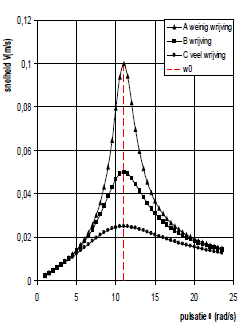 0,12
A weinig wrijving
B wrijving
C veel wrijving
w0
0,1
0,08
0,06
0,04
0,02
0
snelheid V(m/s)
0 5 10 15 20 25
pulsatie (rad/s)